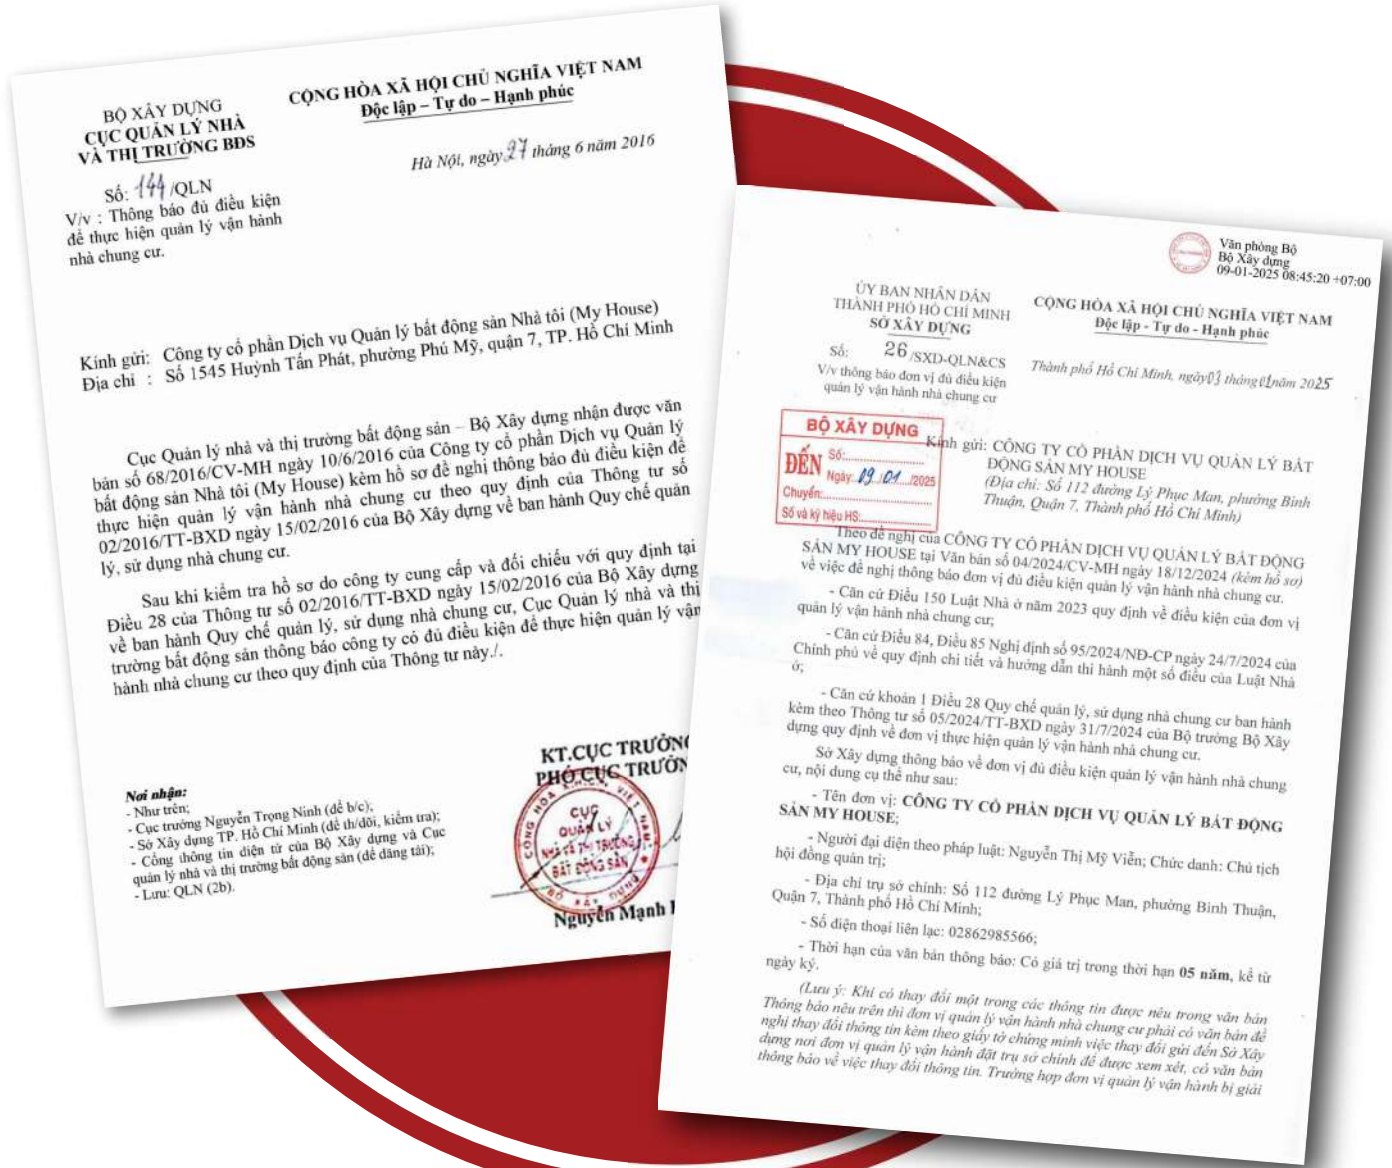 BỘ XÂY DỰNG
CỤC QUẢN LÝ NHÀ
VÀ THỊ TRƯỜNG BĐS
CỘNG HÒA XÃ HỘI CHỦ NGHĨA VIỆT NAM
Độc lập – Tự do – Hạnh phúc
Số: 144 /QLN
Hà Nội, ngày 27 tháng 6 năm 2016
V/v : Thông báo đủ điều kiện
để thực hiện quản lý vận hành
nhà chung cư.
Kính gửi: Công ty cổ phần Dịch vụ Quản lý bất động sản Nhà tôi (My House)
Địa chỉ : Số 1545 Huỳnh Tấn Phát, phường Phú Mỹ, quận 7, TP. Hồ Chí Minh
Cục Quản lý nhà và thị trường bất động sản – Bộ Xây dựng nhận được văn
bản số 68/2016/CV-MH ngày 10/6/2016 của Công ty cổ phần Dịch vụ Quản lý
bất động sản Nhà tôi (My House) kèm hồ sơ đề nghị thông báo đủ điều kiện để
thực hiện quản lý vận hành nhà chung cư theo quy định của Thông tư số
02/2016/TT-BXD ngày 15/02/2016 của Bộ Xây dựng về ban hành Quy chế quản
lý, sử dụng nhà chung cư.
Sau khi kiểm tra hồ sơ do công ty cung cấp và đối chiếu với quy định tại
Điều 28 của Thông tư số 02/2016/TT-BXD ngày 15/02/2016 của Bộ Xây dựng
về ban hành Quy chế quản lý, sử dụng nhà chung cư, Cục Quản lý nhà và thị
trường bất động sản thông báo công ty có đủ điều kiện để thực hiện quản lý vận
hành nhà chung cư theo quy định của Thông tư này./.
KT.CỤC TRƯỞNG
PHÓ CỤC TRƯỞN
Nơi nhận:
- Như trên;
- Cục trưởng Nguyễn Trọng Ninh (để b/c);
- Sở Xây dựng TP. Hồ Chí Minh (để th/dõi, kiểm tra);
- Cổng thông tin điện tử của Bộ Xây dựng và Cục
quản lý nhà và thị trường bất động sản (để đăng tải);
- Lưu: QLN (2b).
CỘNG HÒA X.H.C.N. VIỆT NAM
CỤC
QUẢN LÝ
NHÀ VÀ THỊ TRƯỜNG
BẤT ĐỘNG SẢN
BỘ XÂY DỰNG
Nguyễn Mạnh
Văn phòng Bộ
Bộ Xây dựng
09-01-2025 08:45:20 +07:00
ỦY BAN NHÂN DÂN
THÀNH PHỐ HỒ CHÍ MINH
SỞ XÂY DỰNG
CỘNG HÒA XÃ HỘI CHỦ NGHĨA VIỆT NAM
Độc lập - Tự do - Hạnh phúc
Số: 26 /SXD-QLN&CS
V/v thông báo đơn vị đủ điều kiện
quản lý vận hành nhà chung cư
Thành phố Hồ Chí Minh, ngày 03 tháng 01 năm 2025
BỘ XÂY DỰNG
ĐẾN
Số:
Ngày: 09/01/2025
Chuyển:
Số và ký hiệu HS:
Kính gửi: CÔNG TY CỔ PHẦN DỊCH VỤ QUẢN LÝ BẤT
ĐỘNG SẢN MY HOUSE
(Địa chỉ: Số 112 đường Lý Phục Man, phường Bình
Thuận, Quận 7, Thành phố Hồ Chí Minh)
Theo đề nghị của CÔNG TY CỔ PHẦN DỊCH VỤ QUẢN LÝ BẤT ĐỘNG
SẢN MY HOUSE tại Văn bản số 04/2024/CV-MH ngày 18/12/2024 (kèm hồ sơ)
về việc đề nghị thông báo đơn vị đủ điều kiện quản lý vận hành nhà chung cư.
- Căn cứ Điều 150 Luật Nhà ở năm 2023 quy định về điều kiện của đơn vị
quản lý vận hành nhà chung cư;
- Căn cứ Điều 84, Điều 85 Nghị định số 95/2024/NĐ-CP ngày 24/7/2024 của
Chính phủ về quy định chi tiết và hướng dẫn thi hành một số điều của Luật Nhà
ở;
- Căn cứ khoản 1 Điều 28 Quy chế quản lý, sử dụng nhà chung cư ban hành
kèm theo Thông tư số 05/2024/TT-BXD ngày 31/7/2024 của Bộ trưởng Bộ Xây
dựng quy định về đơn vị thực hiện quản lý vận hành nhà chung cư.
Sở Xây dựng thông báo về đơn vị đủ điều kiện quản lý vận hành nhà chung
cư, nội dung cụ thể như sau:
- Tên đơn vị: CÔNG TY CỔ PHẦN DỊCH VỤ QUẢN LÝ BẤT ĐỘNG
SẢN MY HOUSE;
- Người đại diện theo pháp luật: Nguyễn Thị Mỹ Viễn; Chức danh: Chủ tịch
hội đồng quản trị;
- Địa chỉ trụ sở chính: Số 112 đường Lý Phục Man, phường Bình Thuận,
Quận 7, Thành phố Hồ Chí Minh;
- Số điện thoại liên lạc: 02862985566;
- Thời hạn của văn bản thông báo: Có giá trị trong thời hạn 05 năm, kể từ
ngày ký.
(Lưu ý: Khi có thay đổi một trong các thông tin được nêu trong văn bản
Thông báo nêu trên thì đơn vị quản lý vận hành nhà chung cư phải có văn bản đề
nghị thay đổi thông tin kèm theo giấy tờ chứng minh việc thay đổi gửi đến Sở Xây
dựng nơi đơn vị quản lý vận hành đặt trụ sở chính để được xem xét, có văn bản
thông báo về việc thay đổi thông tin. Trường hợp đơn vị quản lý vận hành bị giải